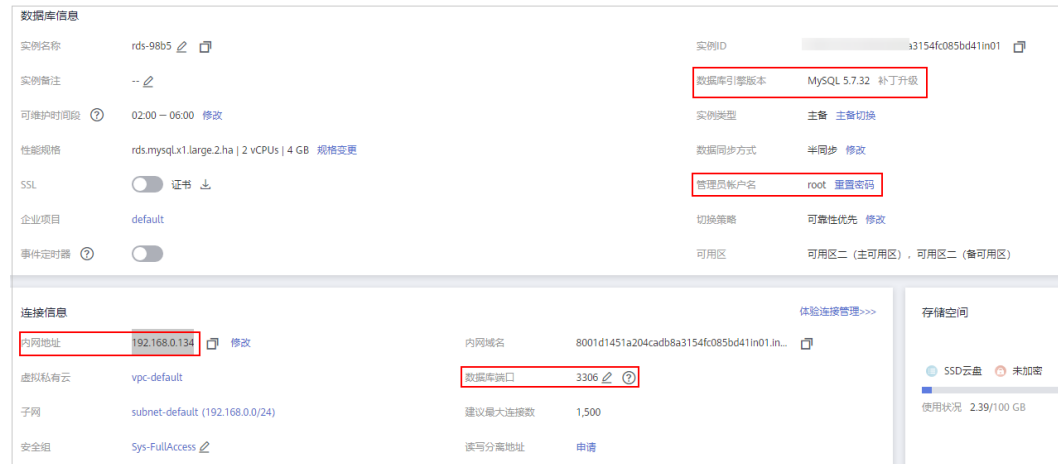 数据库信息
实例名称 rds-98b5 实例ID a3154fc085bd41in01
实例备注 -- 数据库引擎版本 MySQL 5.7.32 补丁升级
可维护时间段 ? 02:00 — 06:00 修改 实例类型 主备 主备切换
性能规格 rds.mysql.x1.large.2.ha | 2 vCPUs | 4 GB 规格变更 数据同步方式 半同步 修改
SSL 证书 管理员帐户名 root 重置密码
企业项目 default 切换策略 可靠性优先 修改
事件定时器 ? 可用区 可用区二（主可用区），可用区二（备可用区）
连接信息 体验连接管理>>> 存储空间
内网地址 192.168.0.134 修改 内网域名 8001d1451a204cadb8a3154fc085bd41in01.in...
虚拟私有云 vpc-default 数据库端口 3306 ? SSD云盘 未加密
子网 subnet-default (192.168.0.0/24) 建议最大连接数 1,500 使用状况 2.39/100 GB
安全组 Sys-FullAccess 读写分离地址 申请